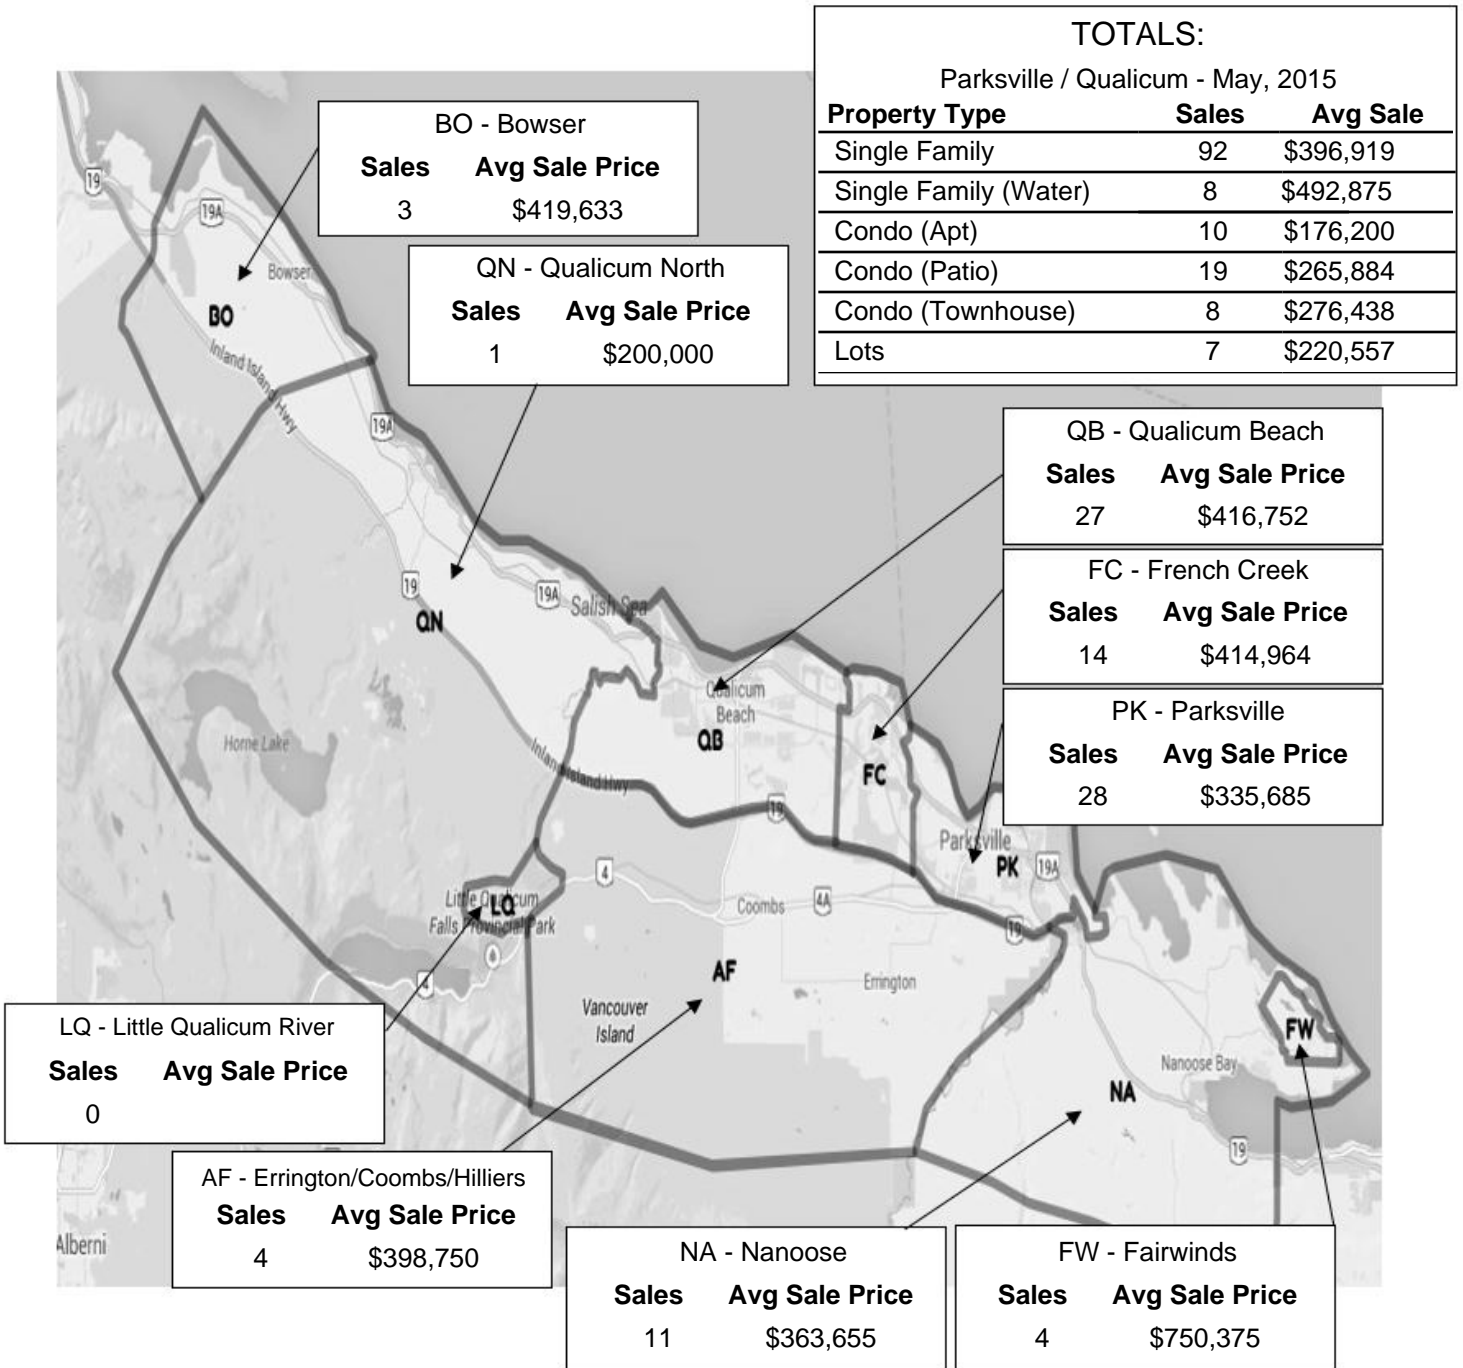 TOTALS:
Parksville / Qualicum - May, 2015
Property Type Sales Avg Sale
Single Family 92 $396,919
Single Family (Water) 8 $492,875
Condo (Apt) 10 $176,200
Condo (Patio) 19 $265,884
Condo (Townhouse) 8 $276,438
Lots 7 $220,557
BO - Bowser
Sales Avg Sale Price
3 $419,633
QN - Qualicum North
Sales Avg Sale Price
1 $200,000
QB - Qualicum Beach
Sales Avg Sale Price
27 $416,752
FC - French Creek
Sales Avg Sale Price
14 $414,964
PK - Parksville
Sales Avg Sale Price
28 $335,685
LQ - Little Qualicum River
Sales Avg Sale Price
0
AF - Errington/Coombs/Hilliers
Sales Avg Sale Price
4 $398,750
NA - Nanoose
Sales Avg Sale Price
11 $363,655
FW - Fairwinds
Sales Avg Sale Price
4 $750,375
19
19A
Bowser
BO
Inland Island Hwy
19A
19
QN
19A
Salish Sea
Qualicum
Beach
QB
Horne Lake
Inland Island Hwy
19
FC
Parksville
PK
19A
4
Little Qualicum
Falls Provincial Park
LQ
Coombs
4A
19
4
AF
Errington
Vancouver
Island
FW
Nanoose Bay
NA
19
Alberni